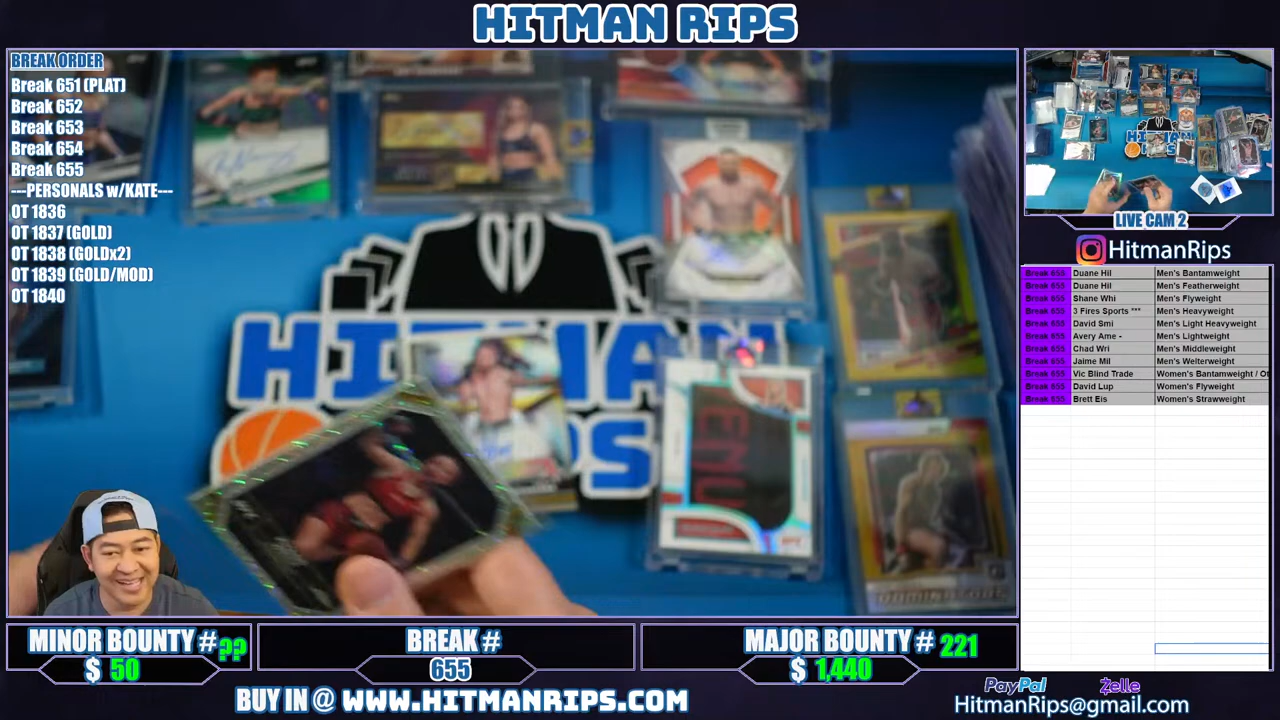 HITMAN RIPS
BREAK ORDER
Break 651 (PLAT)
Break 652
Break 653
Break 654
Break 655
---PERSONALS w/KATE---
OT 1836
OT 1837 (GOLD)
OT 1838 (GOLDx2)
OT 1839 (GOLD/MOD)
OT 1840
HITMAN
RIPS
LIVE CAM 2
HitmanRips
Break 655 Duane Hil Men's Bantamweight
Break 655 Duane Hil Men's Featherweight
Break 655 Shane Whi Men's Flyweight
Break 655 3 Fires Sports *** Men's Heavyweight
Break 655 David Smi Men's Light Heavyweight
Break 655 Avery Ame - Men's Lightweight
Break 655 Chad Wri Men's Middleweight
Break 655 Jaime Mil Men's Welterweight
Break 655 Vic Blind Trade Women's Bantamweight / Ot
Break 655 David Lup Women's Flyweight
Break 655 Brett Eis Women's Strawweight
MINOR BOUNTY # ??
$ 50
BREAK #
655
MAJOR BOUNTY # 221
$ 1,440
BUY IN @ WWW.HITMANRIPS.COM
PayPal Zelle
HitmanRips@gmail.com